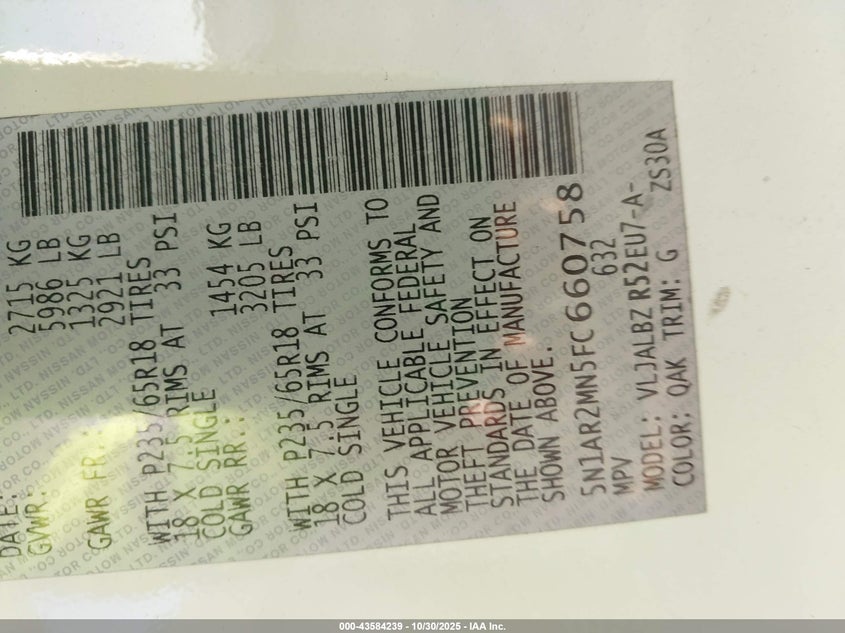 DATE:
GVWR: 2715 KG
5986 LB
GAWR FR.: 1325 KG
2921 LB
WITH P235/65R18 TIRES
18 X 7.5 RIMS AT 33 PSI
COLD SINGLE
GAWR RR.: 1454 KG
3205 LB
WITH P235/65R18 TIRES
18 X 7.5 RIMS AT 33 PSI
COLD SINGLE
THIS VEHICLE CONFORMS TO
ALL APPLICABLE FEDERAL
MOTOR VEHICLE SAFETY AND
THEFT PREVENTION
STANDARDS IN EFFECT ON
THE DATE OF MANUFACTURE
SHOWN ABOVE.
5N1AR2MN5FC660758
MPV 632
MODEL: VLJALBZ R52EU7-A-
COLOR: QAK TRIM: G ZS30A
000-43584239 - 10/30/2025 - IAA Inc.